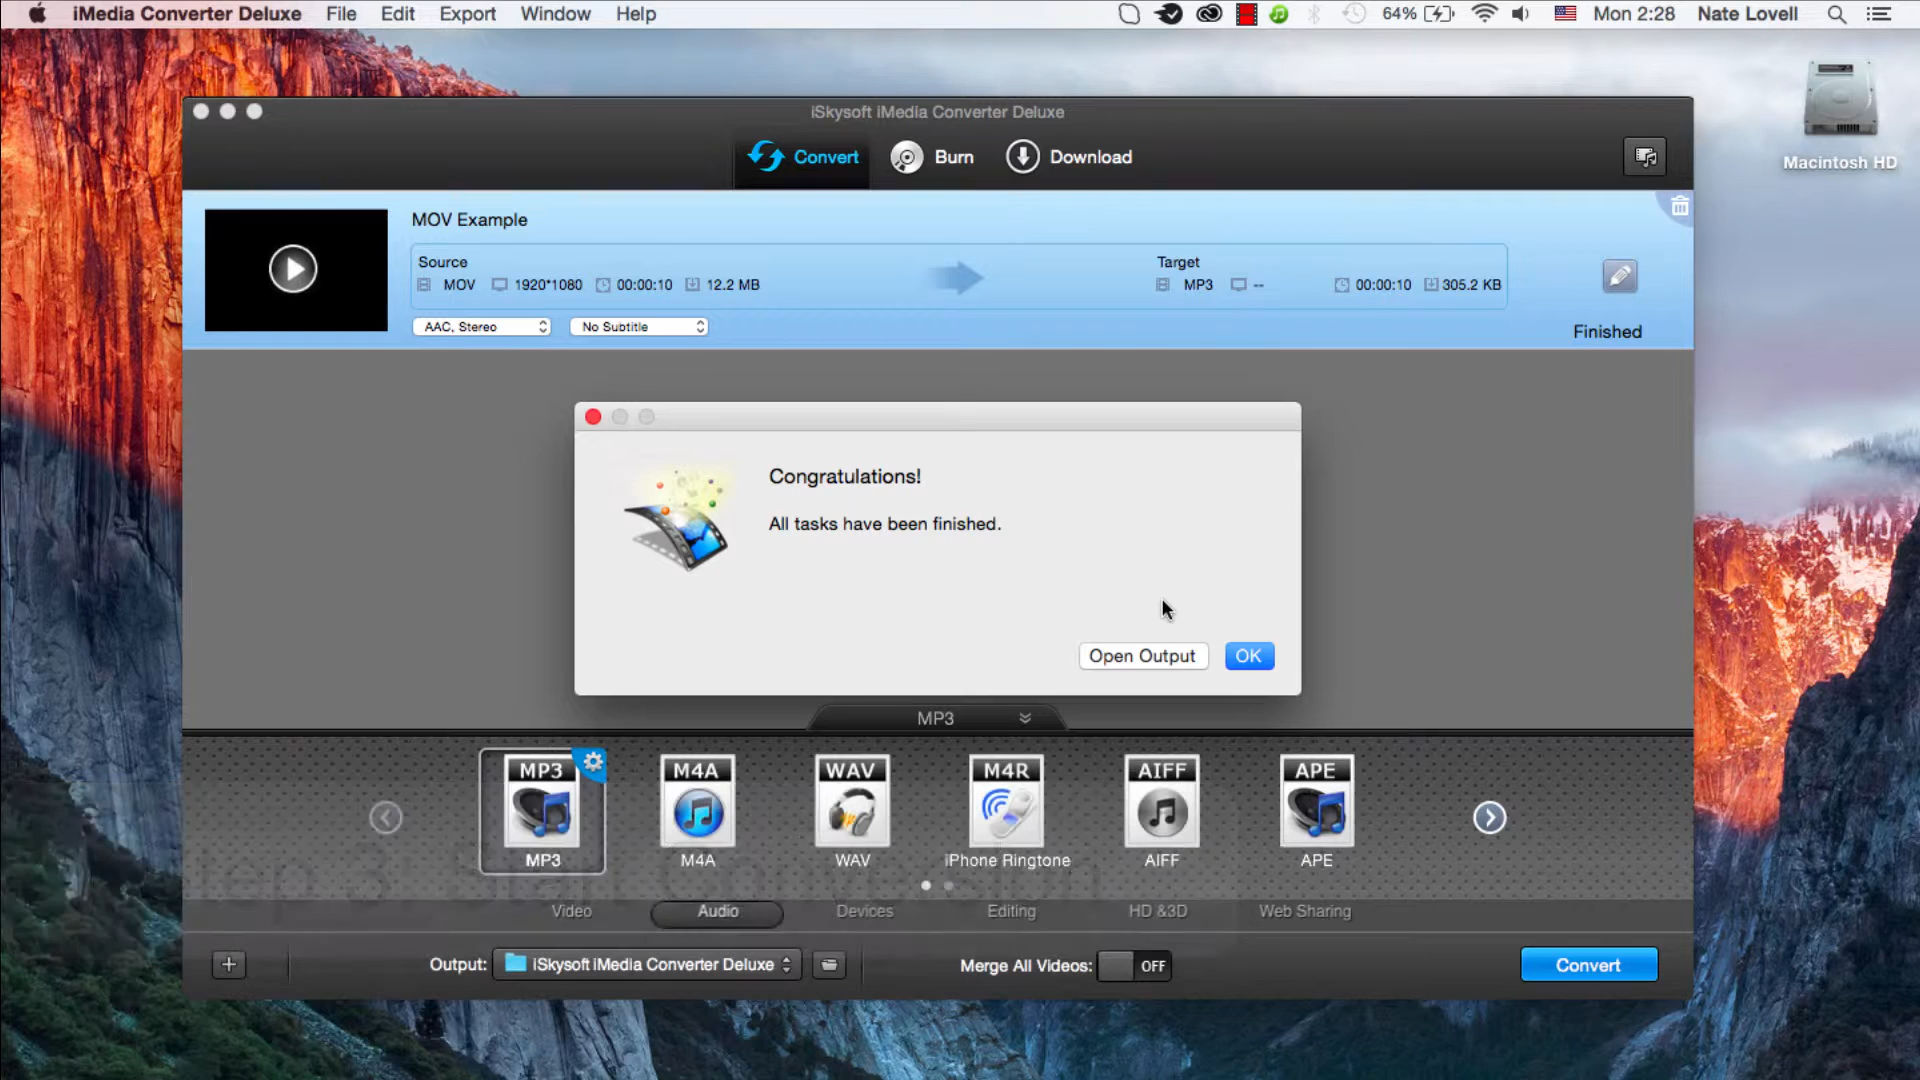 iMedia Converter Deluxe File Edit Export Window Help 64% Mon 2:28 Nate Lovell
iSkysoft iMedia Converter Deluxe
Convert Burn Download
Macintosh HD
MOV Example
Source Target
MOV 1920*1080 00:00:10 12.2 MB MP3 -- 00:00:10 305.2 KB
AAC, Stereo No Subtitle Finished
Congratulations!
All tasks have been finished.
Open Output OK
MP3
MP3 M4A WAV M4R AIFF APE
MP3 M4A WAV iPhone Ringtone AIFF APE
Video Audio Devices Editing HD &3D Web Sharing
Output: iSkysoft iMedia Converter Deluxe Merge All Videos: OFF Convert